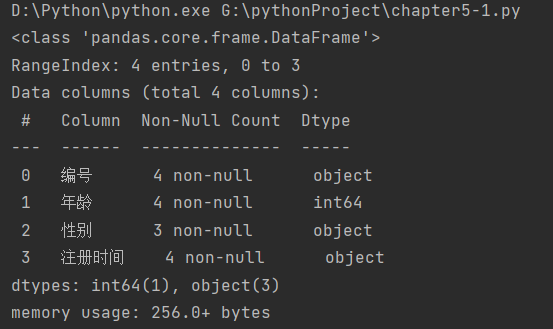 D:\Python\python.exe G:\pythonProject\chapter5-1.py
<class 'pandas.core.frame.DataFrame'>
RangeIndex: 4 entries, 0 to 3
Data columns (total 4 columns):
 #   Column  Non-Null Count  Dtype
---  ------  --------------  -----
 0   编号      4 non-null      object
 1   年龄      4 non-null      int64
 2   性别      3 non-null      object
 3   注册时间    4 non-null      object
dtypes: int64(1), object(3)
memory usage: 256.0+ bytes